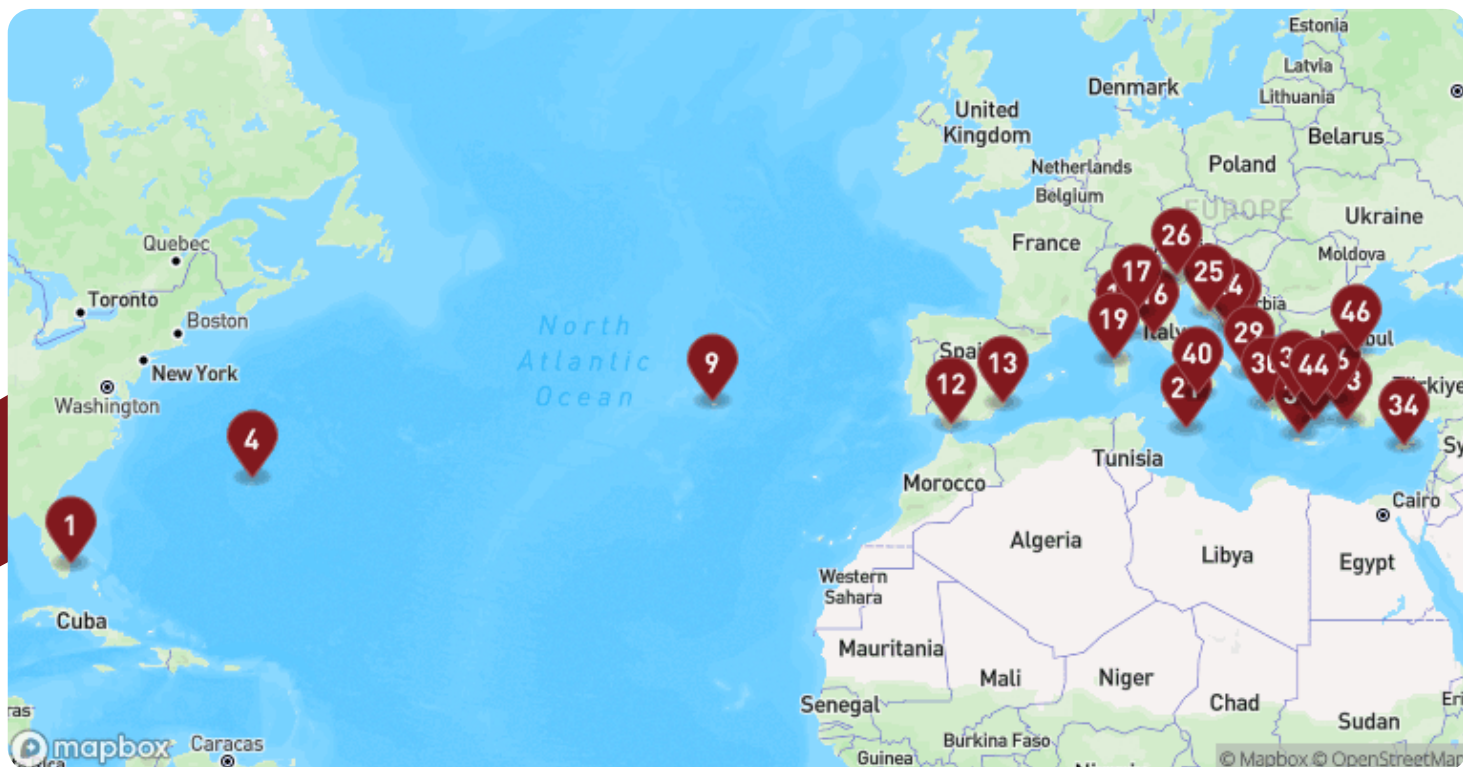 Estonia
Latvia
Denmark
Lithuania
United
Kingdom
Belarus
Netherlands
Poland
Belgium
EUROPE
Ukraine
France
Quebec
26
Moldova
17
25
Toronto
Boston
19
46
North
Atlantic
Ocean
Italy
29
New York
9
13
40
44
Washington
12
34
4
Tunisia
Morocco
Cairo
1
Algeria
Libya
Egypt
Western
Sahara
Cuba
Mauritania
Mali
Niger
Chad
Senegal
Sudan
mapbox
Caracas
Burkina Faso
Guinea
© Mapbox © OpenStreetMap